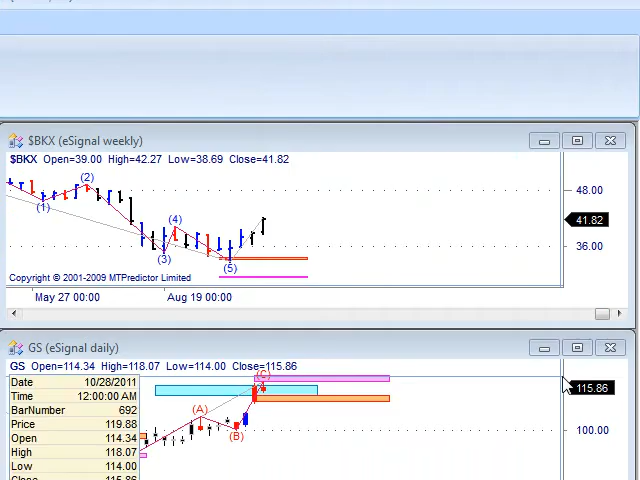 $BKX (eSignal weekly)
$BKX Open=39.00 High=42.27 Low=38.69 Close=41.82
48.00
(2)
(1)
(4)
41.82
36.00
(3)
(5)
Copyright © 2001-2009 MTPredictor Limited
May 27 00:00 Aug 19 00:00
GS (eSignal daily)
GS Open=114.34 High=118.07 Low=114.00 Close=115.86
Date 10/28/2011
(C)
115.86
Time 12:00:00 AM
BarNumber 692
(A)
Price 119.88
100.00
Open 114.34
(B)
High 118.07
Low 114.00
Close 115.86